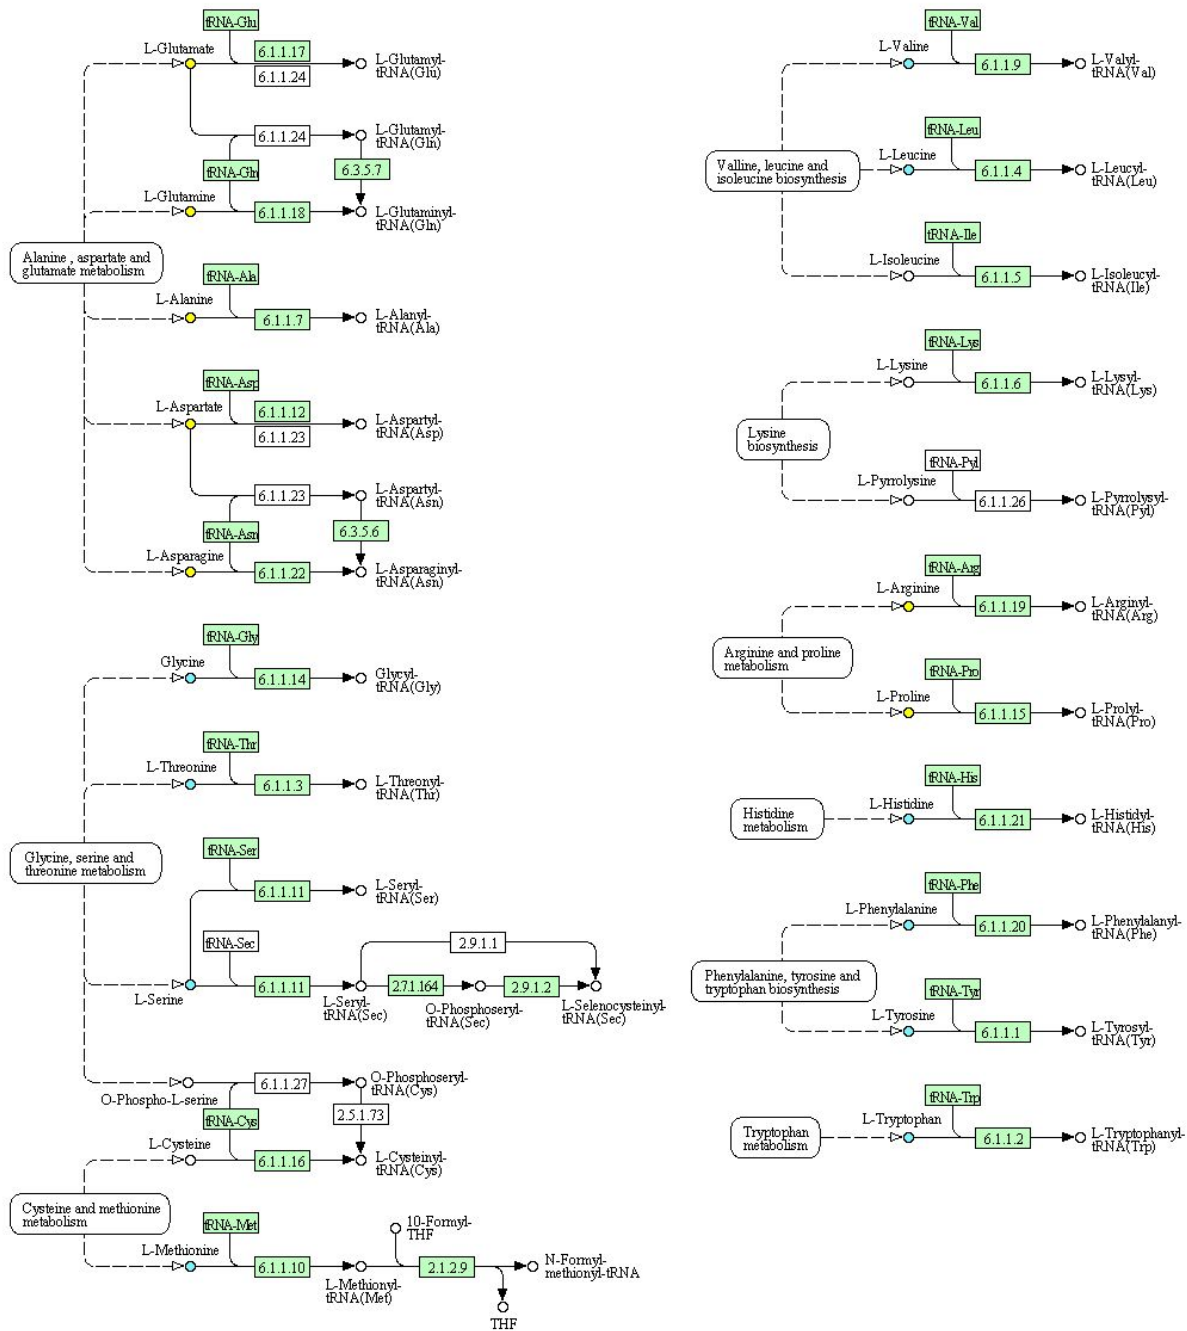 tRNA-Glu
L-Glutamate
6.1.1.17
6.1.1.24
L-Glutamyl-
tRNA(Glu)
6.1.1.24
L-Glutamyl-
tRNA(Gln)
tRNA-Gln
6.3.5.7
L-Glutamine
6.1.1.18
L-Glutaminyl-
tRNA(Gln)
Alanine , aspartate and
glutamate metabolism
tRNA-Ala
L-Alanine
6.1.1.7
L-Alanyl-
tRNA(Ala)
tRNA-Asp
L-Aspartate
6.1.1.12
6.1.1.23
L-Aspartyl-
tRNA(Asp)
6.1.1.23
L-Aspartyl-
tRNA(Asn)
tRNA-Asn
6.3.5.6
L-Asparagine
6.1.1.22
L-Asparaginyl-
tRNA(Asn)
tRNA-Gly
Glycine
6.1.1.14
Glycyl-
tRNA(Gly)
tRNA-Thr
L-Threonine
6.1.1.3
L-Threonyl-
tRNA(Thr)
Glycine, serine and
threonine metabolism
tRNA-Ser
6.1.1.11
L-Seryl-
tRNA(Ser)
tRNA-Sec
2.9.1.1
L-Serine
6.1.1.11
L-Seryl-
tRNA(Sec)
2.7.1.164
O-Phosphoseryl-
tRNA(Sec)
2.9.1.2
L-Selenocysteinyl-
tRNA(Sec)
O-Phospho-L-serine
6.1.1.27
O-Phosphoseryl-
tRNA(Cys)
tRNA-Cys
2.5.1.73
L-Cysteine
6.1.1.16
L-Cysteinyl-
tRNA(Cys)
Cysteine and methionine
metabolism
tRNA-Met
L-Methionine
6.1.1.10
L-Methionyl-
tRNA(Met)
10-Formyl-
THF
2.1.2.9
N-Formyl-
methionyl-tRNA
THF
tRNA-Val
L-Valine
6.1.1.9
L-Valyl-
tRNA(Val)
tRNA-Leu
Valline, leucine and
isoleucine biosynthesis
L-Leucine
6.1.1.4
L-Leucyl-
tRNA(Leu)
tRNA-Ile
L-Isoleucine
6.1.1.5
L-Isoleucyl-
tRNA(Ile)
tRNA-Lys
L-Lysine
6.1.1.6
L-Lysyl-
tRNA(Lys)
Lysine
biosynthesis
tRNA-Pyl
L-Pyrrolysine
6.1.1.26
L-Pyrrolysyl-
tRNA(Pyl)
tRNA-Arg
L-Arginine
6.1.1.19
L-Arginyl-
tRNA(Arg)
Arginine and proline
metabolism
tRNA-Pro
L-Proline
6.1.1.15
L-Prolyl-
tRNA(Pro)
tRNA-His
Histidine
metabolism
L-Histidine
6.1.1.21
L-Histidyl-
tRNA(His)
tRNA-Phe
L-Phenylalanine
6.1.1.20
L-Phenylalanyl-
tRNA(Phe)
Phenylalanine, tyrosine and
tryptophan biosynthesis
tRNA-Tyr
L-Tyrosine
6.1.1.1
L-Tyrosyl-
tRNA(Tyr)
tRNA-Trp
Tryptophan
metabolism
L-Tryptophan
6.1.1.2
L-Tryptophanyl-
tRNA(Trp)